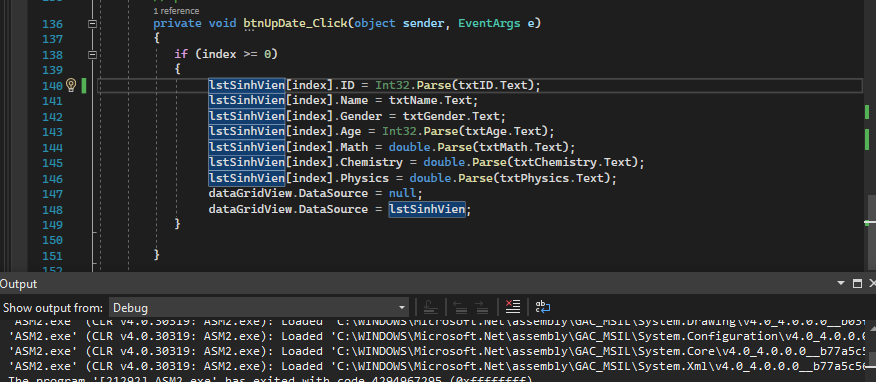 1 reference
136 private void btnUpDate_Click(object sender, EventArgs e)
137 {
138 if (index >= 0)
139 {
140 lstSinhVien[index].ID = Int32.Parse(txtID.Text);
141 lstSinhVien[index].Name = txtName.Text;
142 lstSinhVien[index].Gender = txtGender.Text;
143 lstSinhVien[index].Age = Int32.Parse(txtAge.Text);
144 lstSinhVien[index].Math = double.Parse(txtMath.Text);
145 lstSinhVien[index].Chemistry = double.Parse(txtChemistry.Text);
146 lstSinhVien[index].Physics = double.Parse(txtPhysics.Text);
147 dataGridView.DataSource = null;
148 dataGridView.DataSource = lstSinhVien;
149 }
150
151 }
152
Output
Show output from: Debug
'ASM2.exe' (CLR v4.0.30319: ASM2.exe): Loaded 'C:\WINDOWS\Microsoft.Net\assembly\GAC_MSIL\System.Drawing\v4.0_4.0.0.0__b03f
'ASM2.exe' (CLR v4.0.30319: ASM2.exe): Loaded 'C:\WINDOWS\Microsoft.Net\assembly\GAC_MSIL\System.Configuration\v4.0_4.0.0.0
'ASM2.exe' (CLR v4.0.30319: ASM2.exe): Loaded 'C:\WINDOWS\Microsoft.Net\assembly\GAC_MSIL\System.Core\v4.0_4.0.0.0__b77a5c5
'ASM2.exe' (CLR v4.0.30319: ASM2.exe): Loaded 'C:\WINDOWS\Microsoft.Net\assembly\GAC_MSIL\System.Xml\v4.0_4.0.0.0__b77a5c56
The program '[21292] ASM2.exe' has exited with code 4294967295 (0xffffffff).